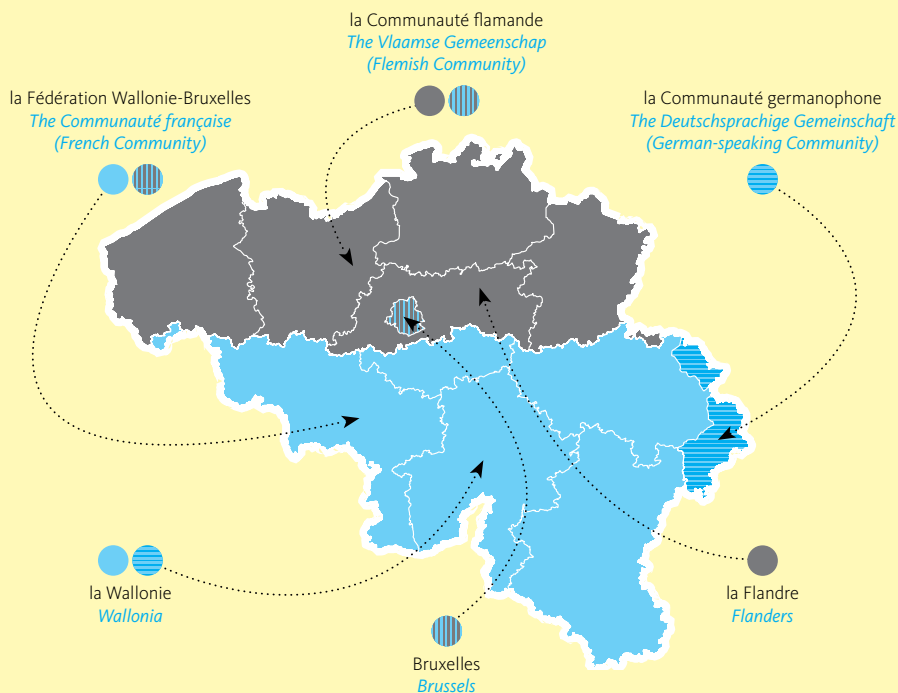 la Communauté flamande
The Vlaamse Gemeenschap
(Flemish Community)
la Fédération Wallonie-Bruxelles
The Communauté française
(French Community)
la Communauté germanophone
The Deutschsprachige Gemeinschaft
(German-speaking Community)
la Wallonie
Wallonia
la Flandre
Flanders
Bruxelles
Brussels